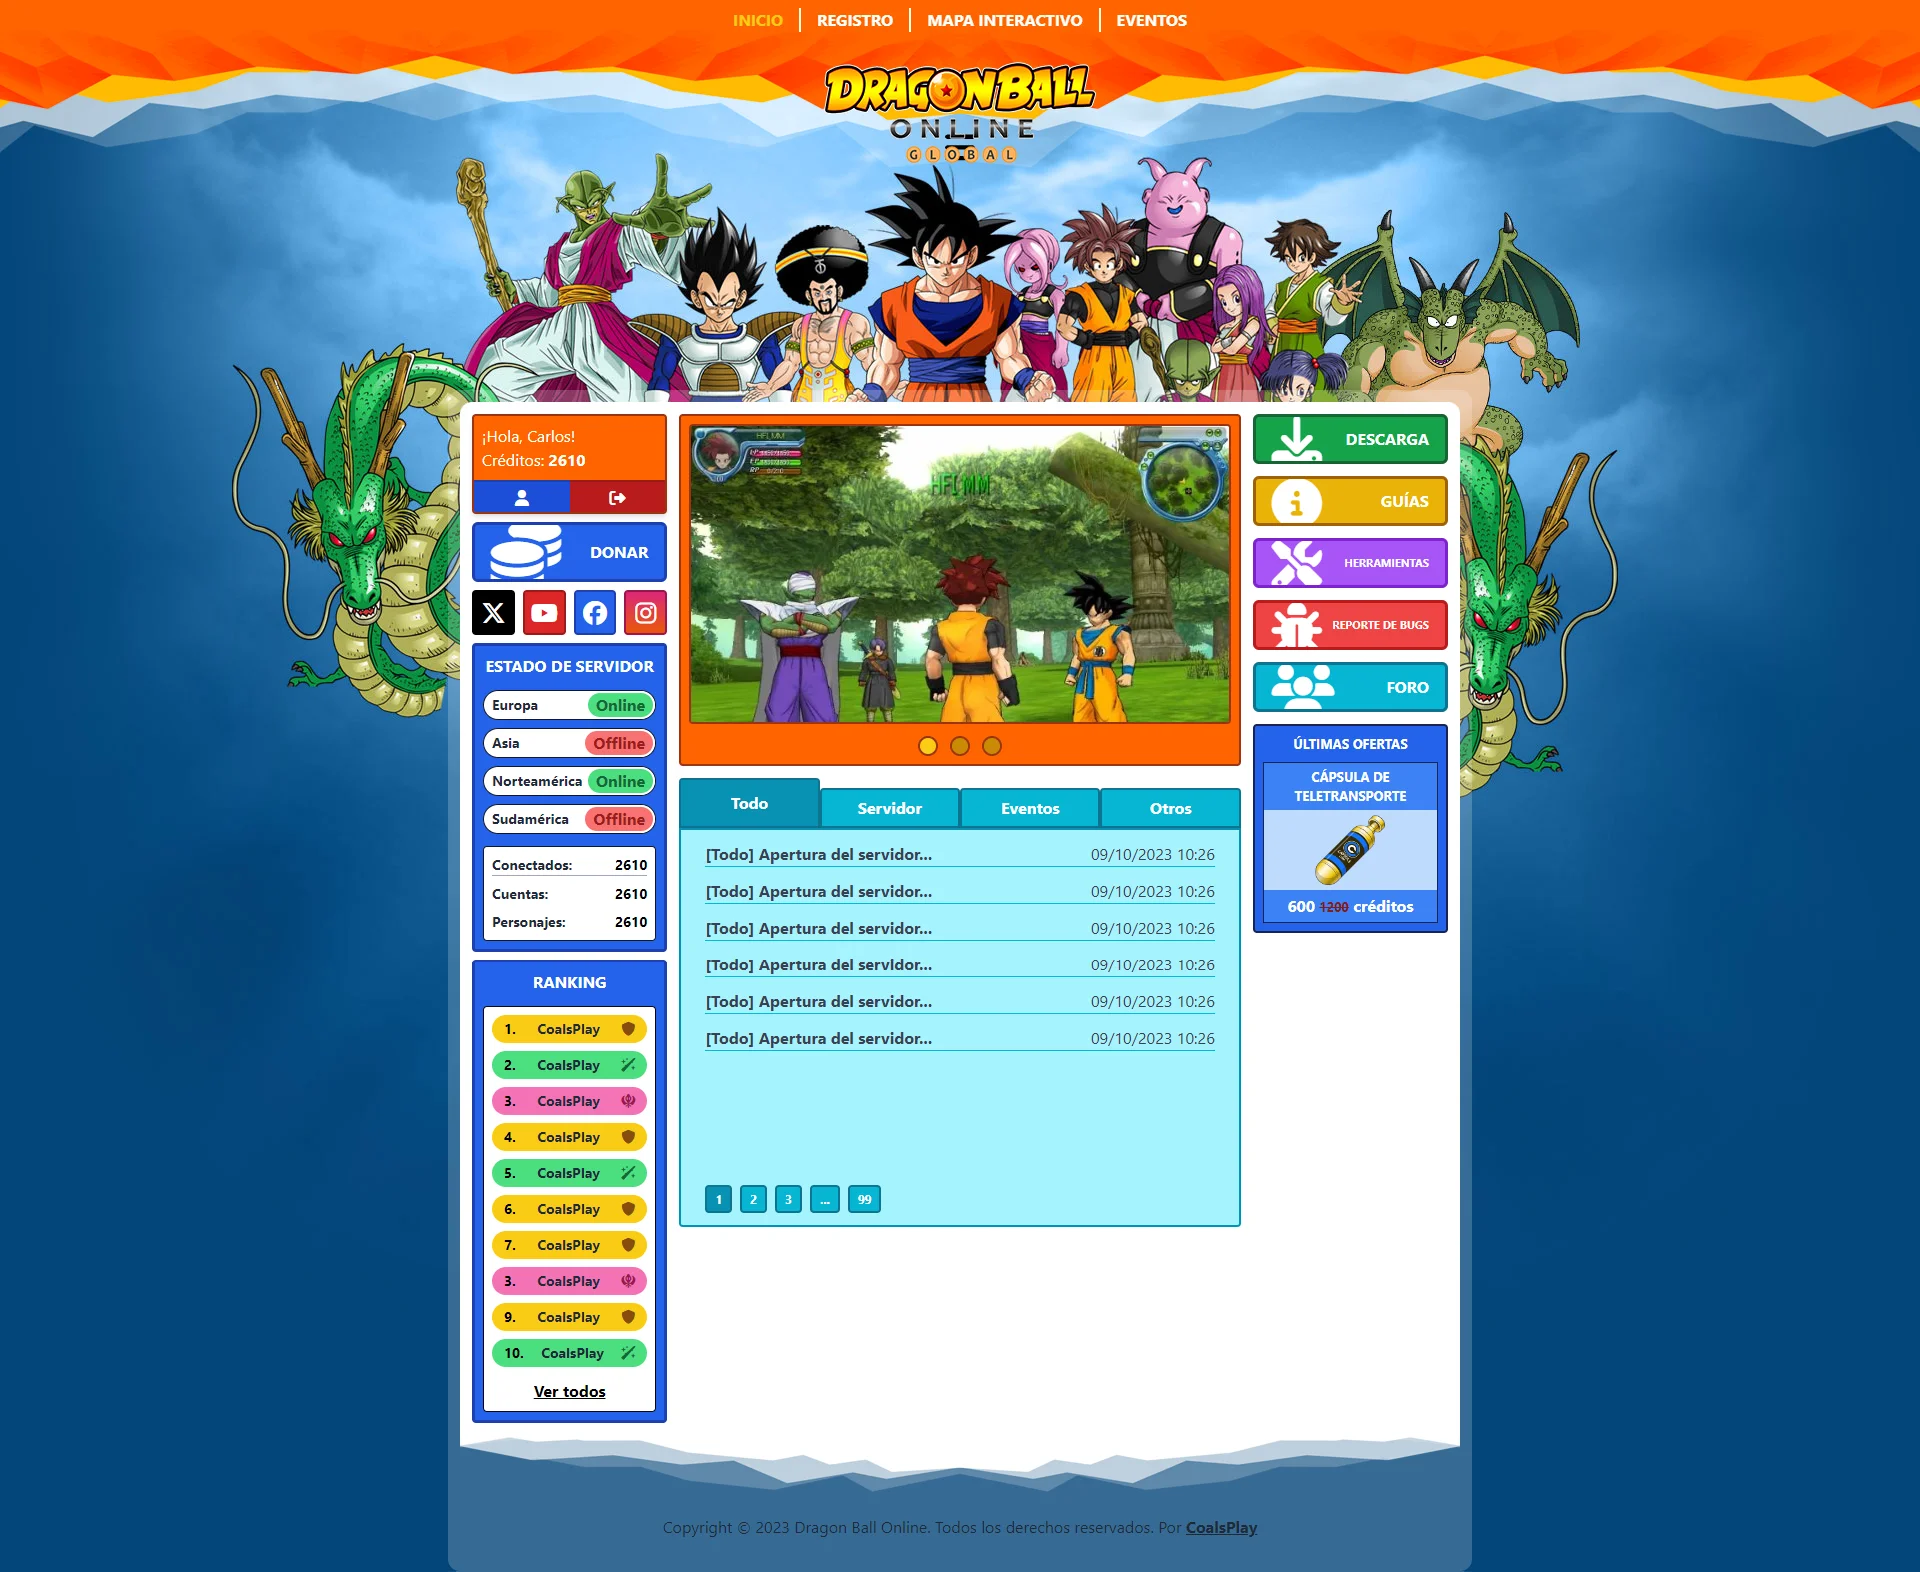 INICIO
REGISTRO
MAPA INTERACTIVO
EVENTOS
DRAGON BALL
ONLINE
GLOBAL
¡Hola, Carlos!
Créditos: 2610
DONAR
ESTADO DE SERVIDOR
Europa Online
Asia Offline
Norteamérica Online
Sudamérica Offline
Conectados: 2610
Cuentas: 2610
Personajes: 2610
RANKING
1. CoalsPlay
2. CoalsPlay
3. CoalsPlay
4. CoalsPlay
5. CoalsPlay
6. CoalsPlay
7. CoalsPlay
3. CoalsPlay
9. CoalsPlay
10. CoalsPlay
Ver todos
HFLMM
Todo
Servidor
Eventos
Otros
[Todo] Apertura del servidor... 09/10/2023 10:26
[Todo] Apertura del servidor... 09/10/2023 10:26
[Todo] Apertura del servidor... 09/10/2023 10:26
[Todo] Apertura del servidor... 09/10/2023 10:26
[Todo] Apertura del servidor... 09/10/2023 10:26
[Todo] Apertura del servidor... 09/10/2023 10:26
1 2 3 ... 99
DESCARGA
GUÍAS
HERRAMIENTAS
REPORTE DE BUGS
FORO
ÚLTIMAS OFERTAS
CÁPSULA DE
TELETRANSPORTE
600 1200 créditos
Copyright © 2023 Dragon Ball Online. Todos los derechos reservados. Por CoalsPlay